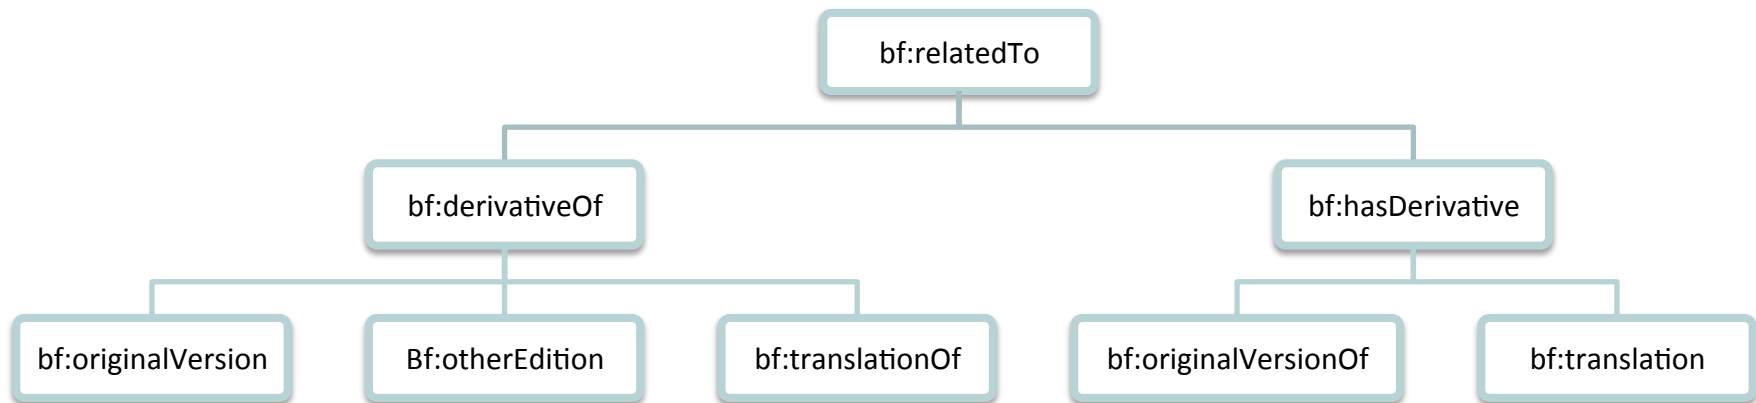 bf:relatedTo
bf:derivativeOf
bf:hasDerivative
bf:originalVersion
Bf:otherEdition
bf:translationOf
bf:originalVersionOf
bf:translation